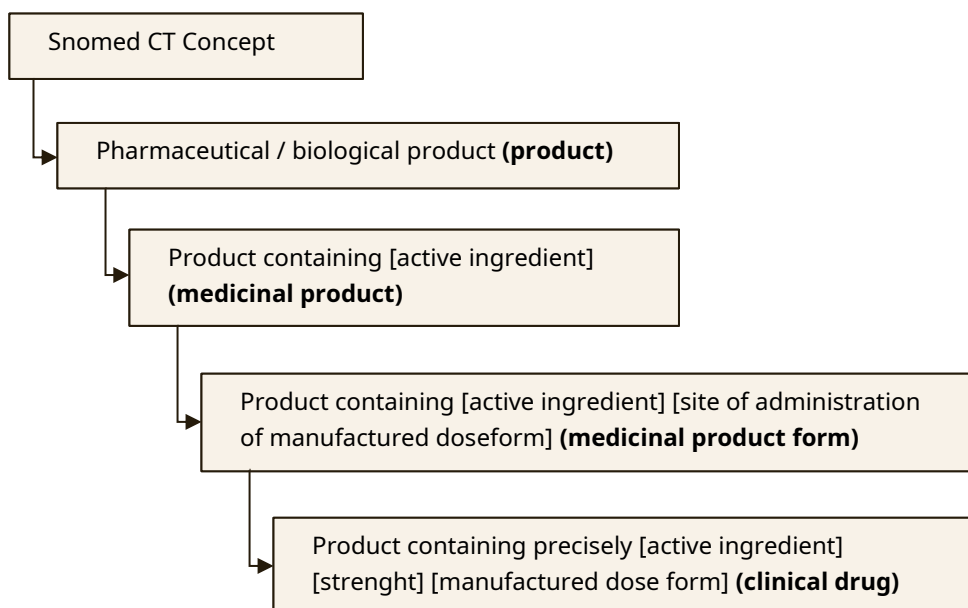 Snomed CT Concept
Pharmaceutical / biological product (product)
Product containing [active ingredient]
(medicinal product)
Product containing [active ingredient] [site of administration
of manufactured doseform] (medicinal product form)
Product containing precisely [active ingredient]
[strenght] [manufactured dose form] (clinical drug)